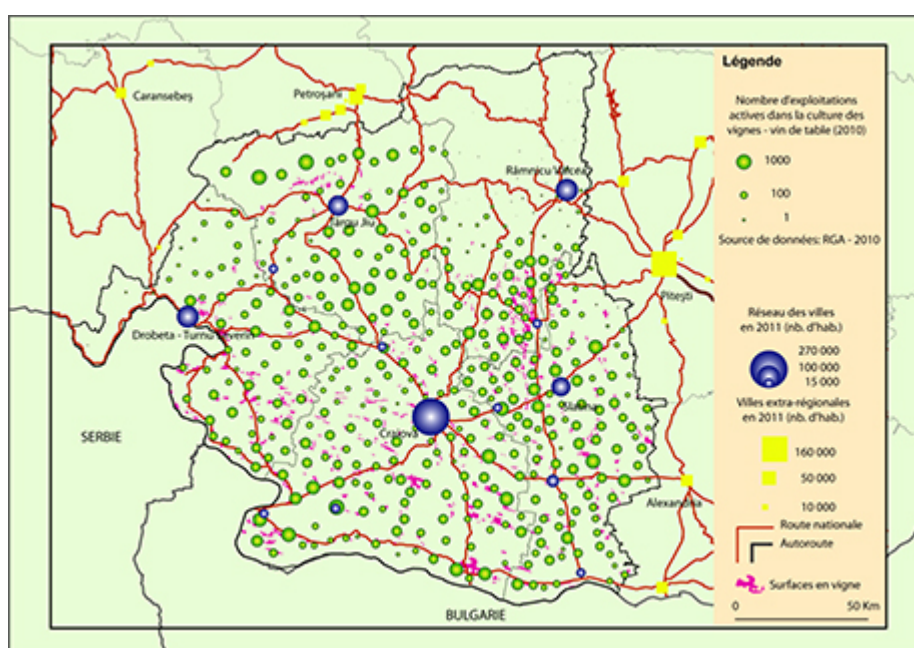 Caransebeș
Petroșani
Râmnicu Vâlcea
Târgu Jiu
Pitești
Drobeta - Turnu Severin
Slatina
Craiova
SERBIE
Alexandria
BULGARIE
Légende
Nombre d'exploitations
actives dans la culture des
vignes - vin de table (2010)
1000
100
1
Source de données: RGA - 2010
Réseau des villes
en 2011 (nb. d'hab.)
270 000
100 000
15 000
Villes extra-régionales
en 2011 (nb. d'hab.)
160 000
50 000
10 000
Route nationale
Autoroute
Surfaces en vigne
0 50 Km